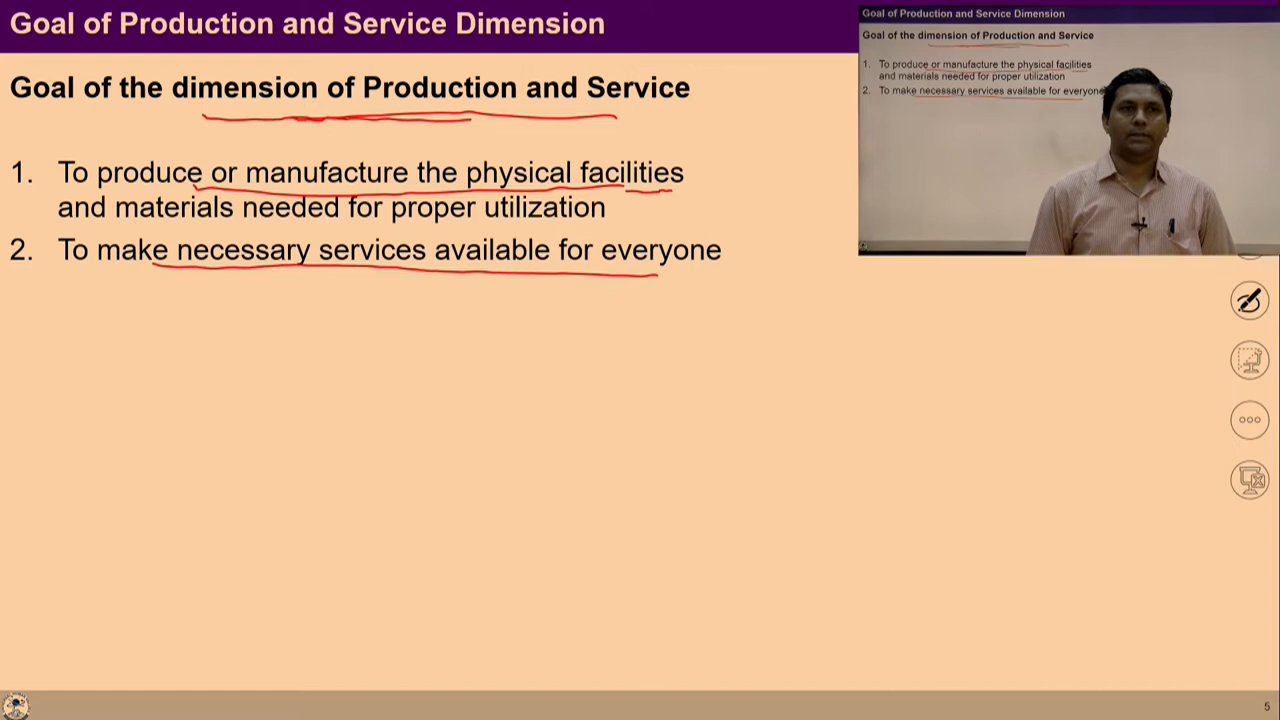 Goal of Production and Service Dimension
Goal of the dimension of Production and Service
1. To produce or manufacture the physical facilities
and materials needed for proper utilization
2. To make necessary services available for everyone
Goal of Production and Service Dimension
Goal of the dimension of Production and Service
1. To produce or manufacture the physical facilities
and materials needed for proper utilization
2. To make necessary services available for everyone
5